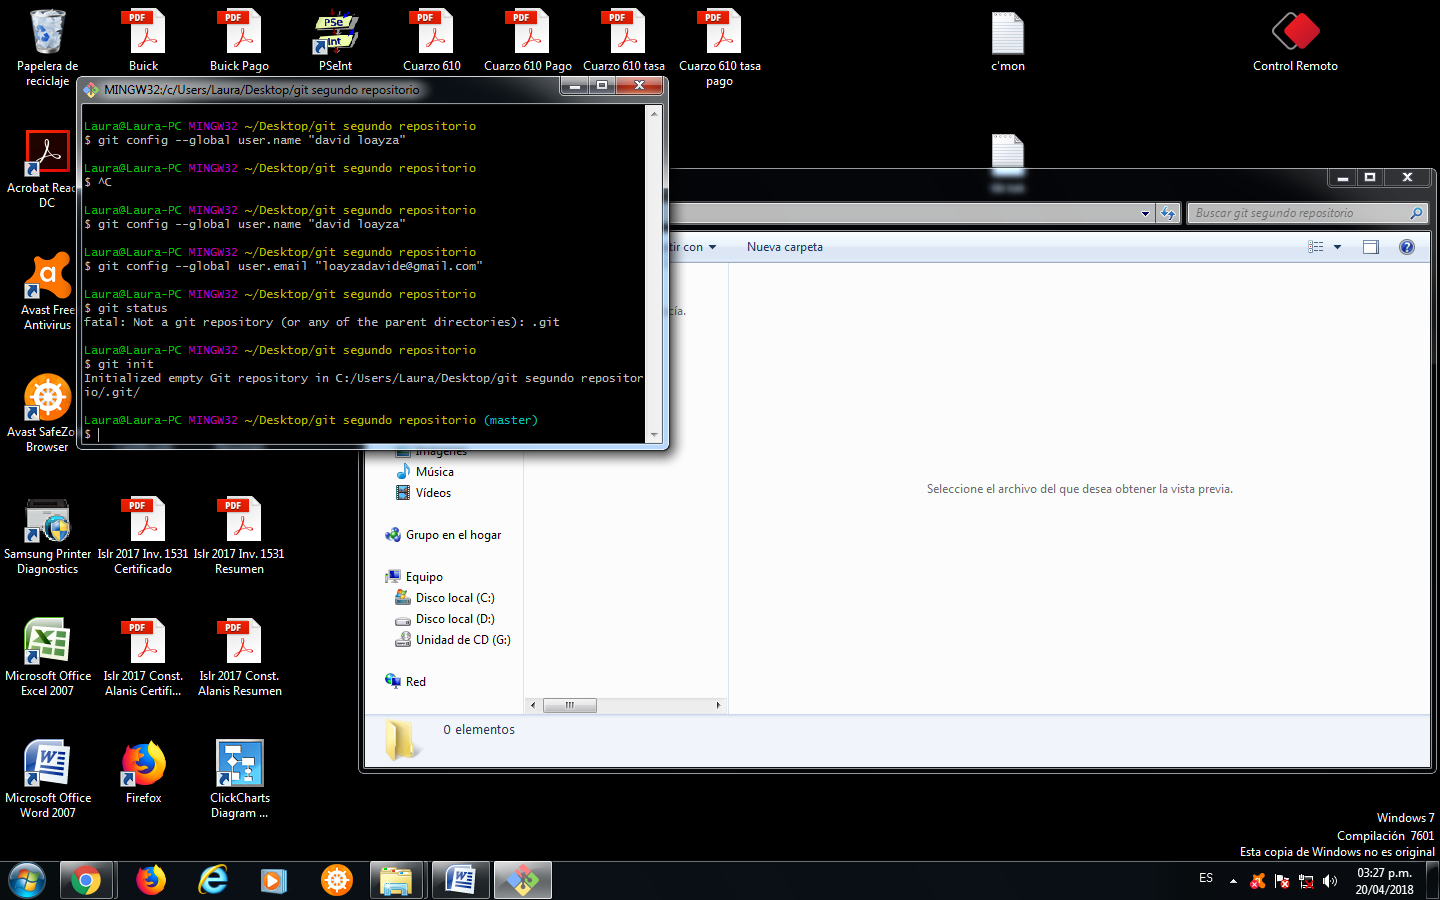 Papelera de
reciclaje
Buick
Buick Pago
PSeInt
Cuarzo 610
Cuarzo 610 Pago
Cuarzo 610 tasa
Cuarzo 610 tasa
pago
c'mon
Control Remoto
MINGW32:/c/Users/Laura/Desktop/git segundo repositorio
Laura@Laura-PC MINGW32 ~/Desktop/git segundo repositorio
$ git config --global user.name "david loayza"
Laura@Laura-PC MINGW32 ~/Desktop/git segundo repositorio
$ ^C
Laura@Laura-PC MINGW32 ~/Desktop/git segundo repositorio
$ git config --global user.name "david loayza"
Laura@Laura-PC MINGW32 ~/Desktop/git segundo repositorio
$ git config --global user.email "loayzadavide@gmail.com"
Laura@Laura-PC MINGW32 ~/Desktop/git segundo repositorio
$ git status
fatal: Not a git repository (or any of the parent directories): .git
Laura@Laura-PC MINGW32 ~/Desktop/git segundo repositorio
$ git init
Initialized empty Git repository in C:/Users/Laura/Desktop/git segundo repositor
io/.git/
Laura@Laura-PC MINGW32 ~/Desktop/git segundo repositorio (master)
$
Acrobat Rea
DC
Avast Free
Antivirus
Avast SafeZo
Browser
Buscar git segundo repositorio
tir con
Nueva carpeta
cía.
Imágenes
Música
Vídeos
Grupo en el hogar
Equipo
Disco local (C:)
Disco local (D:)
Unidad de CD (G:)
Red
Seleccione el archivo del que desea obtener la vista previa.
0 elementos
Samsung Printer
Diagnostics
Islr 2017 Inv. 1531
Certificado
Islr 2017 Inv. 1531
Resumen
Microsoft Office
Excel 2007
Islr 2017 Const.
Alanis Certifi...
Islr 2017 Const.
Alanis Resumen
Microsoft Office
Word 2007
Firefox
ClickCharts
Diagram ...
Windows 7
Compilación 7601
Esta copia de Windows no es original
ES
03:27 p.m.
20/04/2018